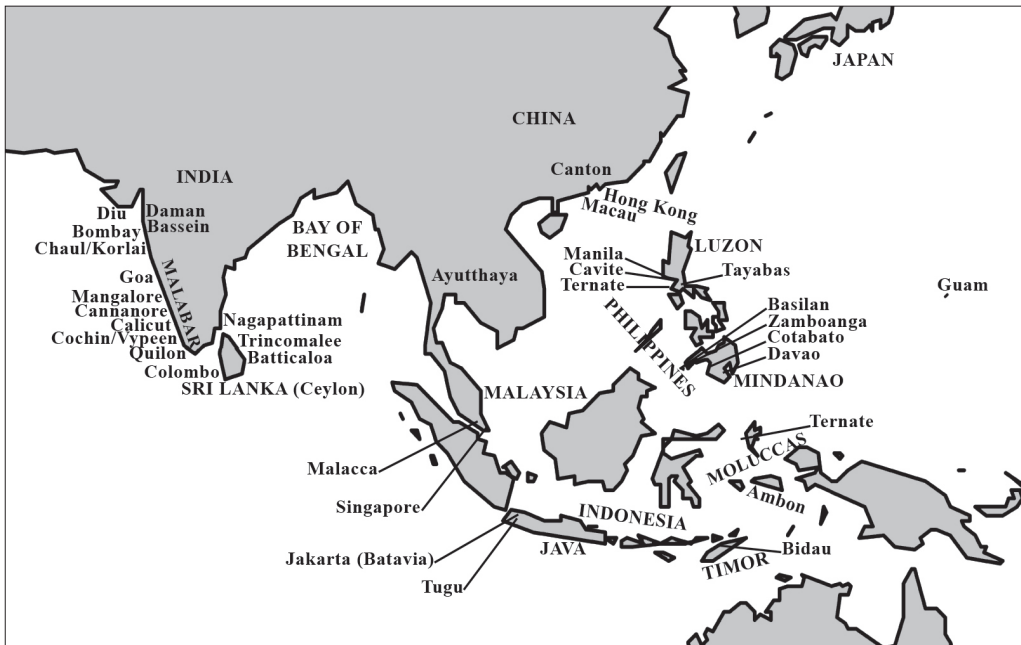 JAPAN
CHINA
Canton
INDIA
Hong Kong
Macau
Diu
Daman
Bombay
Bassein
Chaul/Korlai
BAY OF
BENGAL
LUZON
Manila
Cavite
Tayabas
Ternate
Ayutthaya
Goa
MALABAR
Guam
Mangalore
Cannanore
Calicut
Cochin/Vypeen
Quilon
Colombo
Nagapattinam
Trincomalee
Batticaloa
SRI LANKA (Ceylon)
PHILIPPINES
Basilan
Zamboanga
Cotabato
Davao
MINDANAO
MALAYSIA
Ternate
MOLUCCAS
Malacca
Ambon
Singapore
INDONESIA
JAVA
Bidau
TIMOR
Jakarta (Batavia)
Tugu